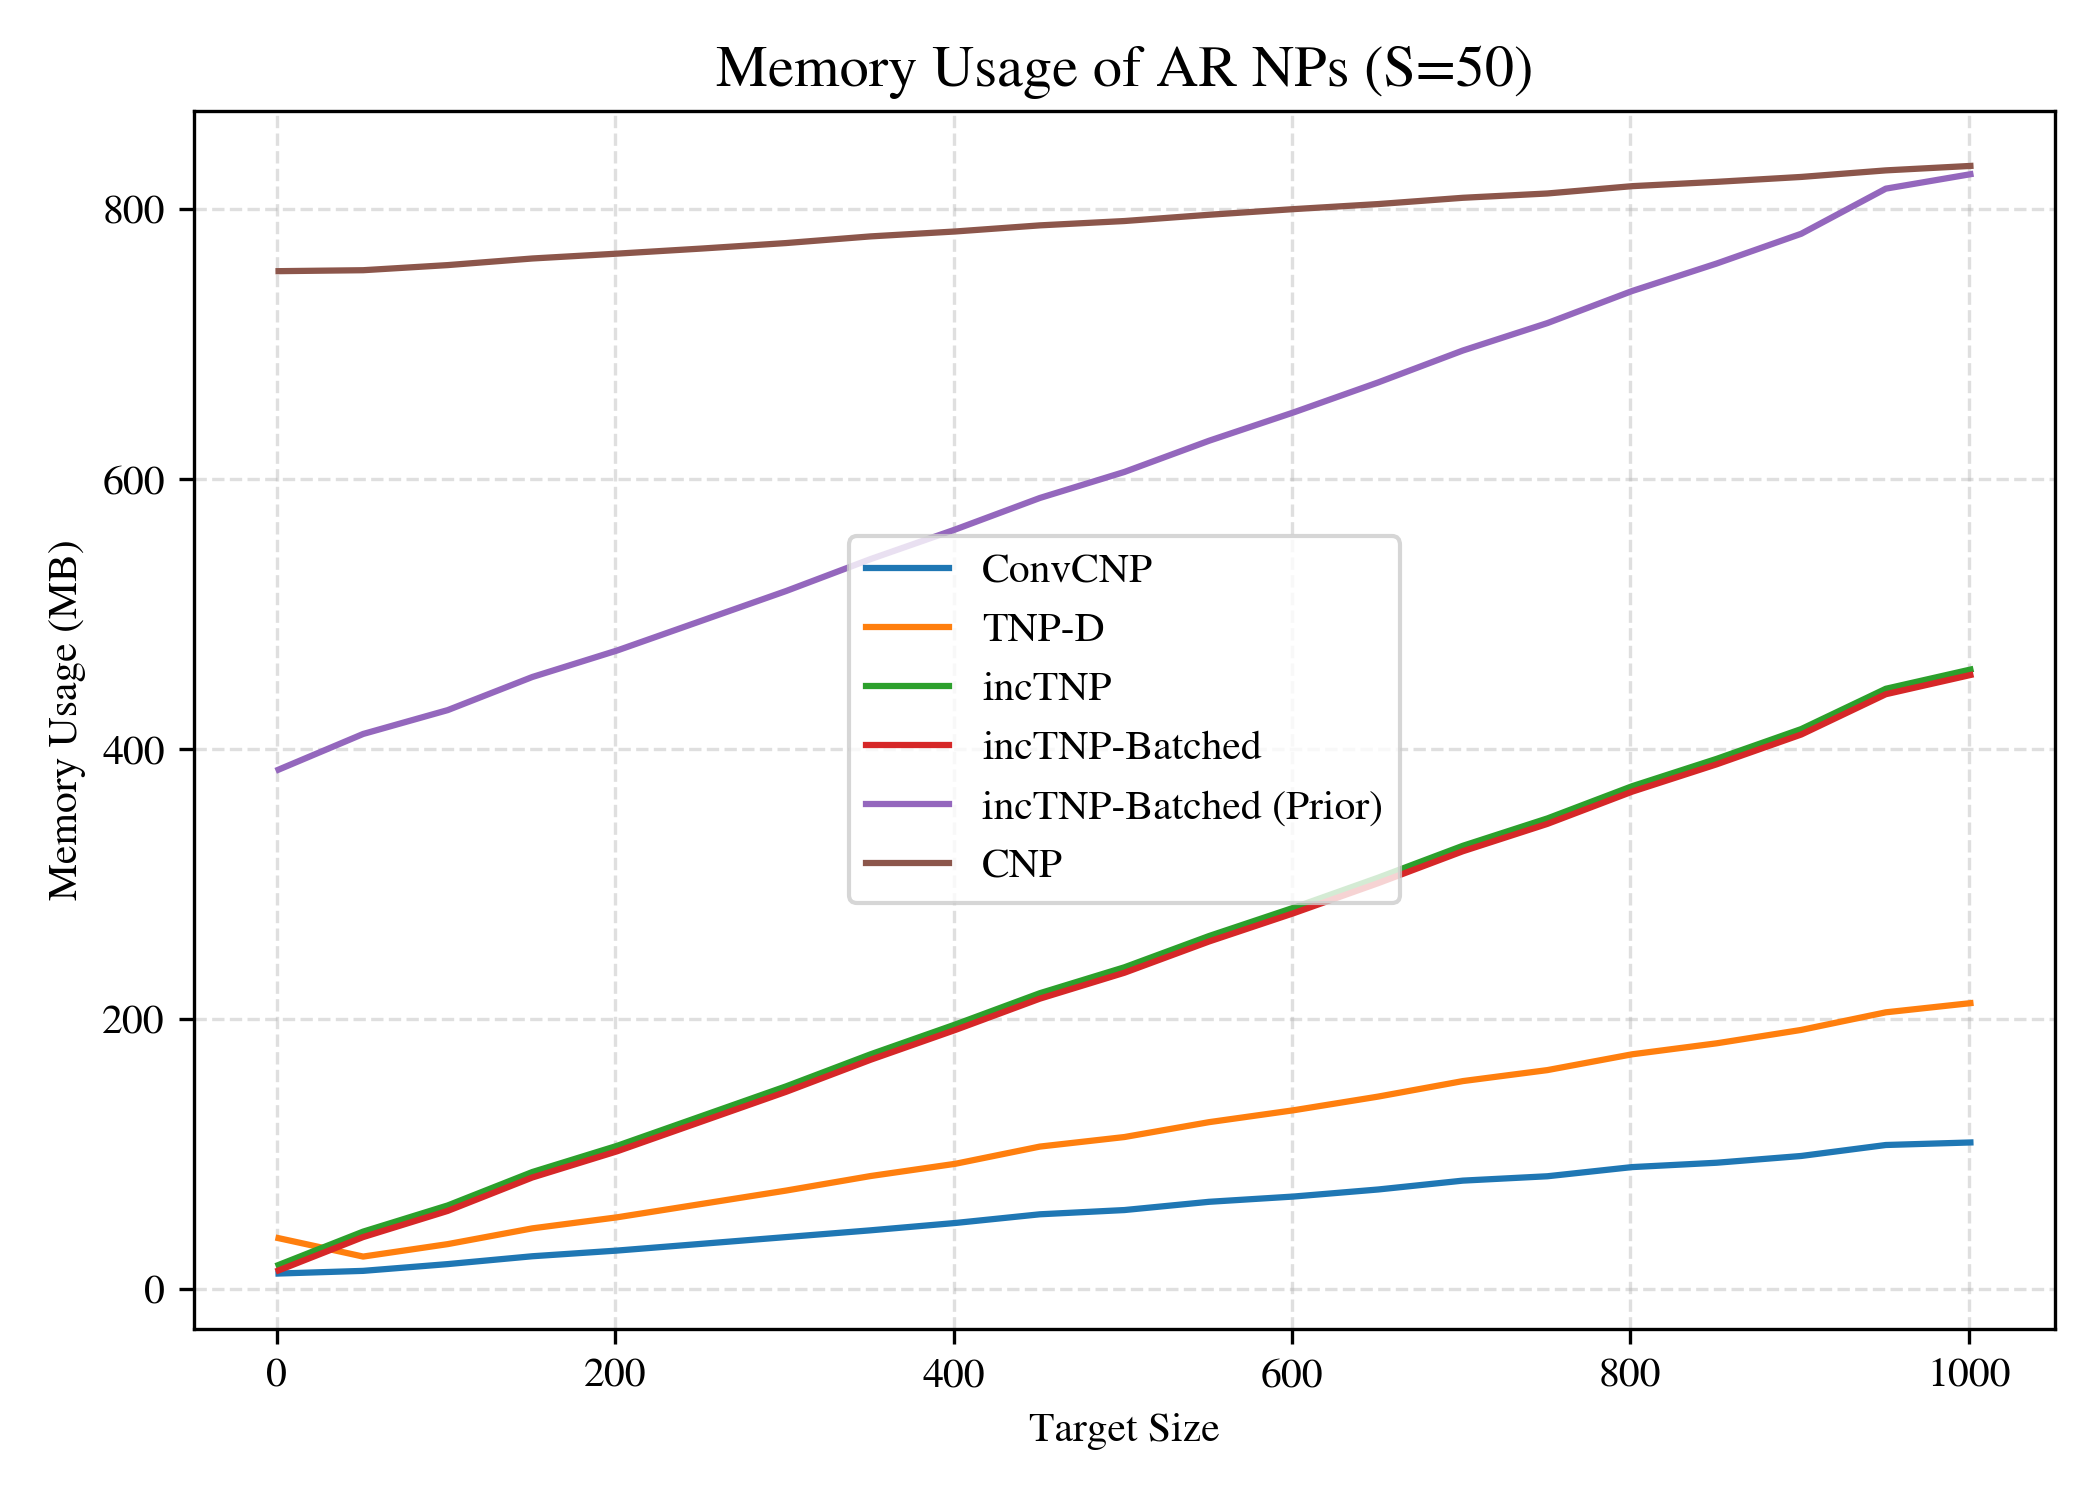 Memory Usage of AR NPs (S=50)
800
600
400
200
0
Memory Usage (MB)
ConvCNP
TNP-D
incTNP
incTNP-Batched
incTNP-Batched (Prior)
CNP
0 200 400 600 800 1000
Target Size